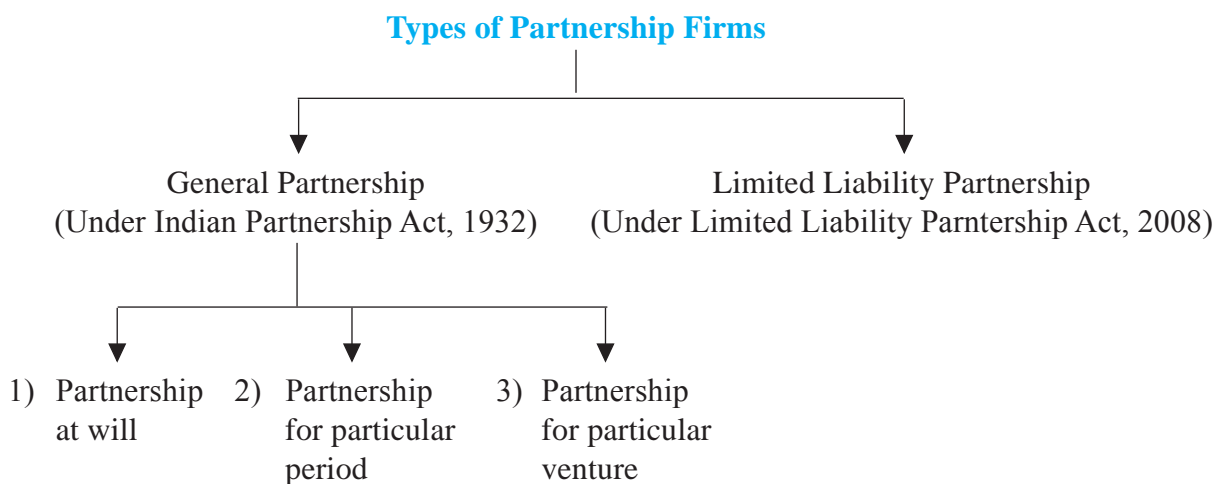 Types of Partnership Firms
General Partnership
(Under Indian Partnership Act, 1932)
Limited Liability Partnership
(Under Limited Liability Parntership Act, 2008)
1) Partnership
at will
2) Partnership
for particular
period
3) Partnership
for particular
venture